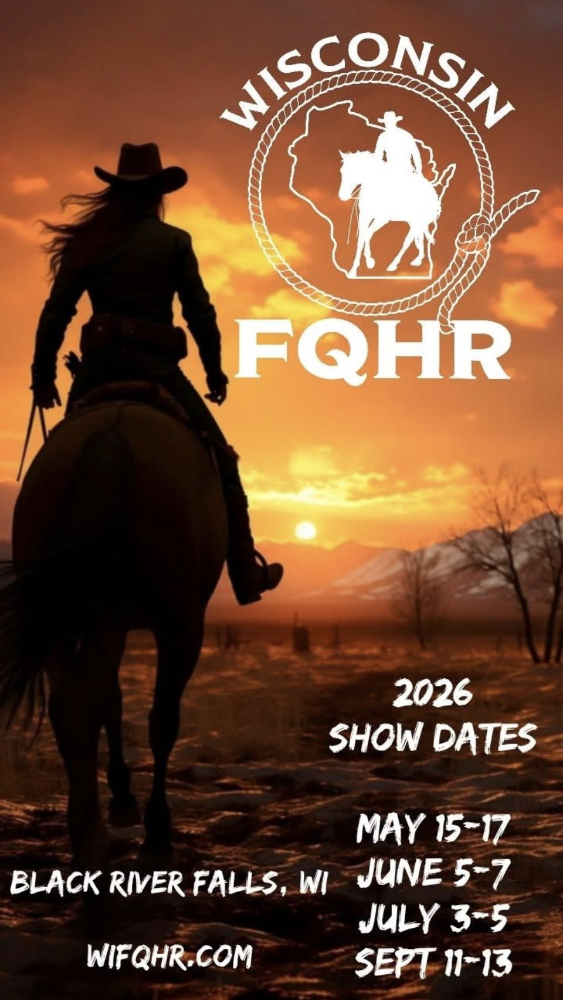 WISCONSIN
FQHR
2026
SHOW DATES
MAY 15-17
JUNE 5-7
JULY 3-5
SEPT 11-13
BLACK RIVER FALLS, WI
WIFQHR.COM